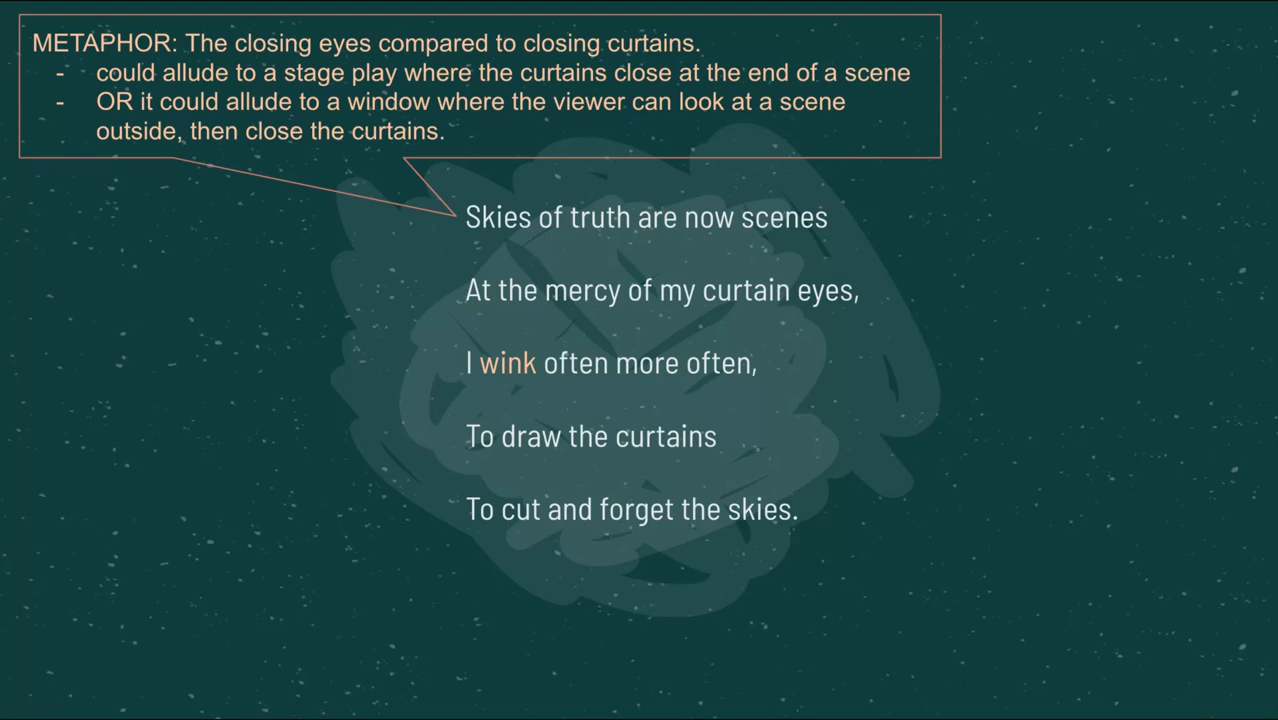 METAPHOR: The closing eyes compared to closing curtains.
- could allude to a stage play where the curtains close at the end of a scene
- OR it could allude to a window where the viewer can look at a scene
outside, then close the curtains.
Skies of truth are now scenes
At the mercy of my curtain eyes,
I wink often more often,
To draw the curtains
To cut and forget the skies.